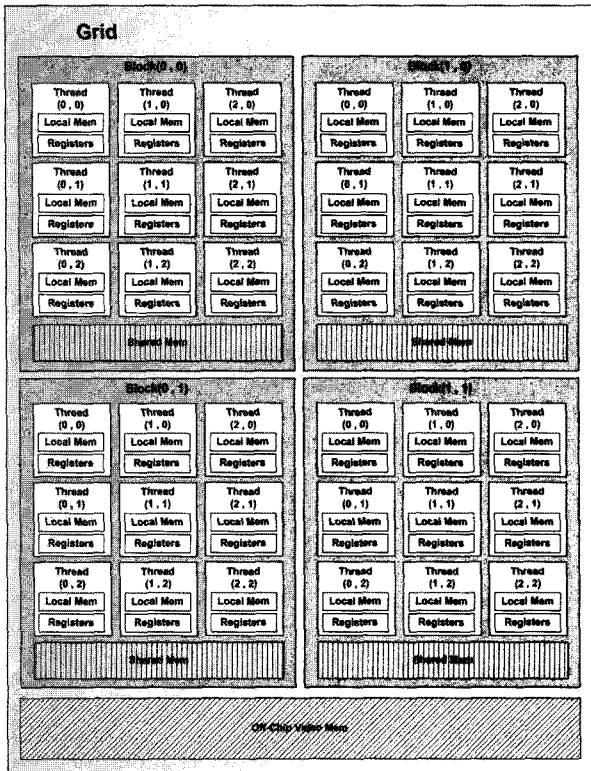 Grid
Block(0 , 0)
Thread Thread Thread
(0 , 0) (1 , 0) (2 , 0)
Local Mem Local Mem Local Mem
Registers Registers Registers
Thread Thread Thread
(0 , 1) (1 , 1) (2 , 1)
Local Mem Local Mem Local Mem
Registers Registers Registers
Thread Thread Thread
(0 , 2) (1 , 2) (2 , 2)
Local Mem Local Mem Local Mem
Registers Registers Registers
Shared Mem
Block(1 , 0)
Thread Thread Thread
(0 , 0) (1 , 0) (2 , 0)
Local Mem Local Mem Local Mem
Registers Registers Registers
Thread Thread Thread
(0 , 1) (1 , 1) (2 , 1)
Local Mem Local Mem Local Mem
Registers Registers Registers
Thread Thread Thread
(0 , 2) (1 , 2) (2 , 2)
Local Mem Local Mem Local Mem
Registers Registers Registers
Shared Mem
Block(0 , 1)
Thread Thread Thread
(0 , 0) (1 , 0) (2 , 0)
Local Mem Local Mem Local Mem
Registers Registers Registers
Thread Thread Thread
(0 , 1) (1 , 1) (2 , 1)
Local Mem Local Mem Local Mem
Registers Registers Registers
Thread Thread Thread
(0 , 2) (1 , 2) (2 , 2)
Local Mem Local Mem Local Mem
Registers Registers Registers
Shared Mem
Block(1 , 1)
Thread Thread Thread
(0 , 0) (1 , 0) (2 , 0)
Local Mem Local Mem Local Mem
Registers Registers Registers
Thread Thread Thread
(0 , 1) (1 , 1) (2 , 1)
Local Mem Local Mem Local Mem
Registers Registers Registers
Thread Thread Thread
(0 , 2) (1 , 2) (2 , 2)
Local Mem Local Mem Local Mem
Registers Registers Registers
Shared Mem
Off-Chip Video Mem